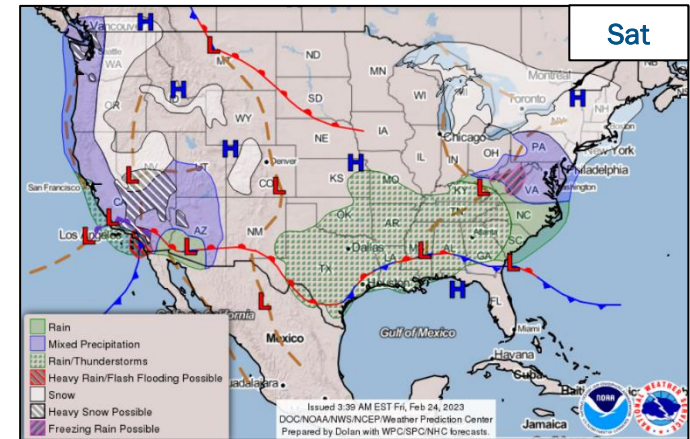 Sat
Vancouver
H
Seattle
WA
L
MT
ND
MN
Montreal
NB
OR
ID
H
SD
WI
MI
Toronto
H
NH
WY
IA
Chicago
New York
NV
UT
H
Denver
NE
IL
IN
OH
PA
Philadelphia
San Francisco
L
CO
L
KS
H
MO
KY
L
VA
Washington
CA
L
AZ
NM
OK
AR
TN
NC
Los Angeles
L
L
Dallas
Atlanta
SC
TX
LA
L
AL
GA
L
Houston
H
FL
L
Mexico
Gulf of Mexico
Miami
Havana
Cuba
Guadalajara
Jamaica
Rain
Mixed Precipitation
Rain/Thunderstorms
Heavy Rain/Flash Flooding Possible
Snow
Heavy Snow Possible
Freezing Rain Possible
Issued 3:39 AM EST Fri, Feb 24, 2023
DOC/NOAA/NWS/NCEP/Weather Prediction Center
Prepared by Dolan with WPC/SPC/NHC forecasts.
NOAA